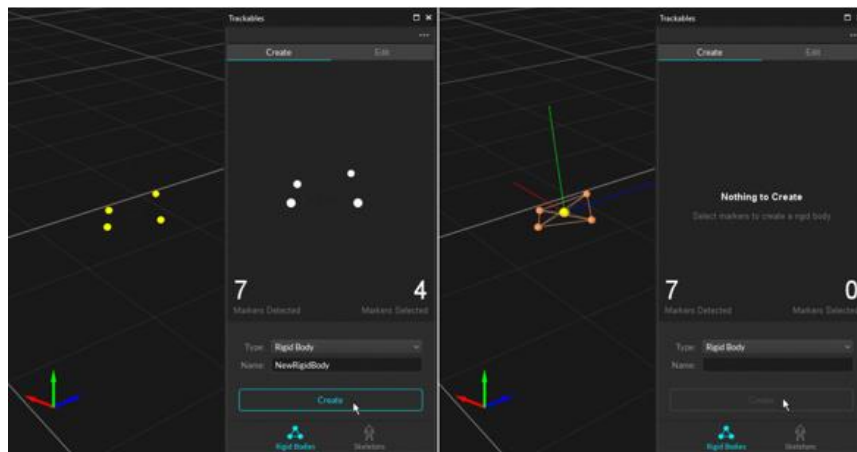 Trackables
Create Edit
7 4
Markers Detected Markers Selected
Type: Rigid Body
Name: NewRigidBody
Create
Rigid Bodies Skeletons
Trackables
Create Edit
Nothing to Create
Select markers to create a rigid body
7 0
Markers Detected Markers Selected
Type: Rigid Body
Name:
Create
Rigid Bodies Skeletons